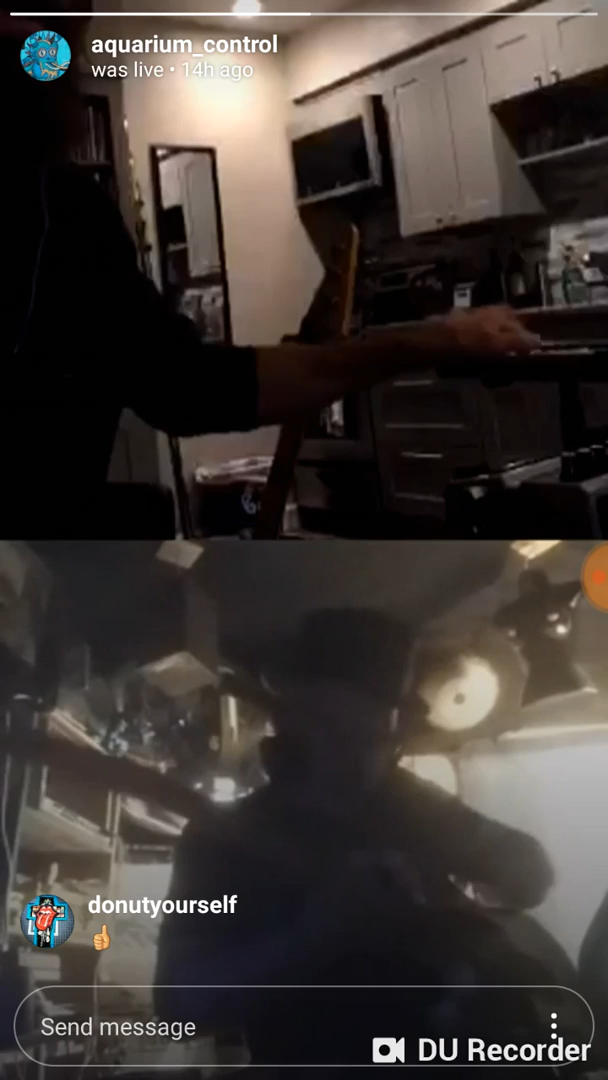 aquarium_control
was live • 14h ago
donutyourself
👍
Send message
DU Recorder